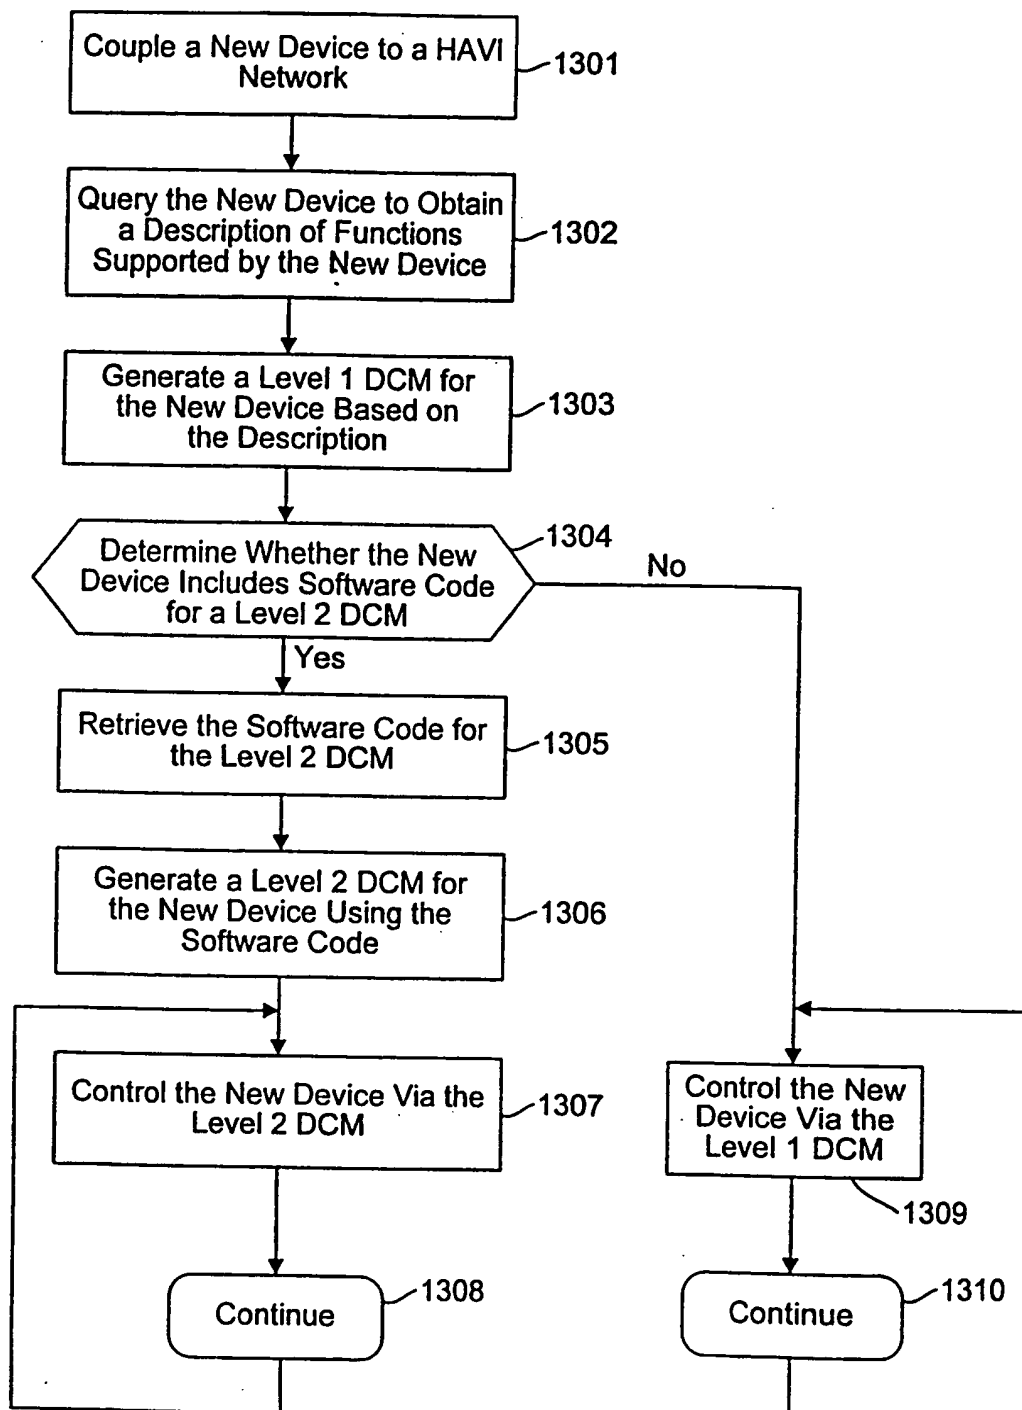 Couple a New Device to a HAVI
Network
1301
Query the New Device to Obtain
a Description of Functions
Supported by the New Device
1302
Generate a Level 1 DCM for
the New Device Based on
the Description
1303
Determine Whether the New
Device Includes Software Code
for a Level 2 DCM
1304
No
Yes
Retrieve the Software Code for
the Level 2 DCM
1305
Generate a Level 2 DCM for
the New Device Using the
Software Code
1306
Control the New Device Via the
Level 2 DCM
1307
Control the New
Device Via the
Level 1 DCM
1309
Continue
1308
Continue
1310